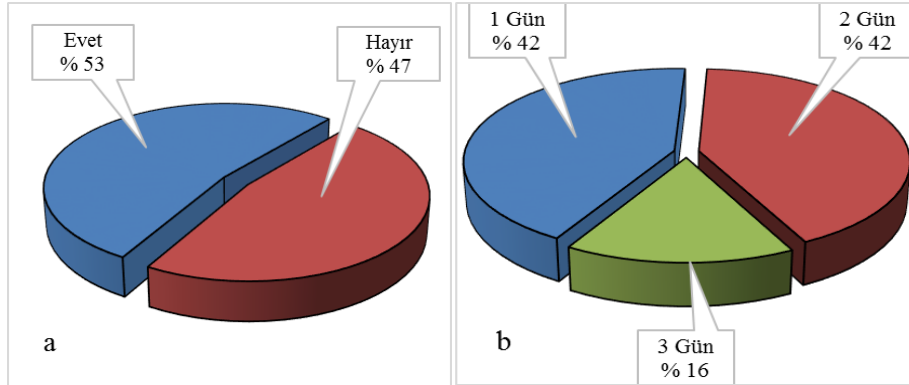 Evet
% 53
Hayır
% 47
a
1 Gün
% 42
2 Gün
% 42
3 Gün
% 16
b